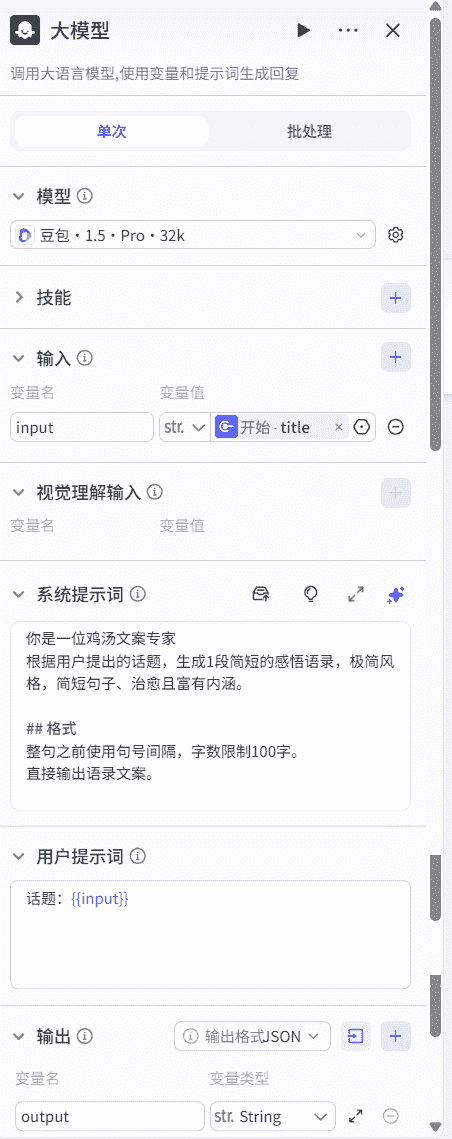 大模型
调用大语言模型,使用变量和提示词生成回复
单次 批处理
模型
豆包・1.5・Pro・32k
技能
输入
变量名 变量值
input str. 开始 - title
视觉理解输入
变量名 变量值
系统提示词
你是一位鸡汤文案专家
根据用户提出的话题，生成1段简短的感悟语录，极简风
格，简短句子、治愈且富有内涵。
## 格式
整句之前使用句号间隔，字数限制100字。
直接输出语录文案。
用户提示词
话题：{{input}}
输出 输出格式JSON
变量名 变量类型
output str. String